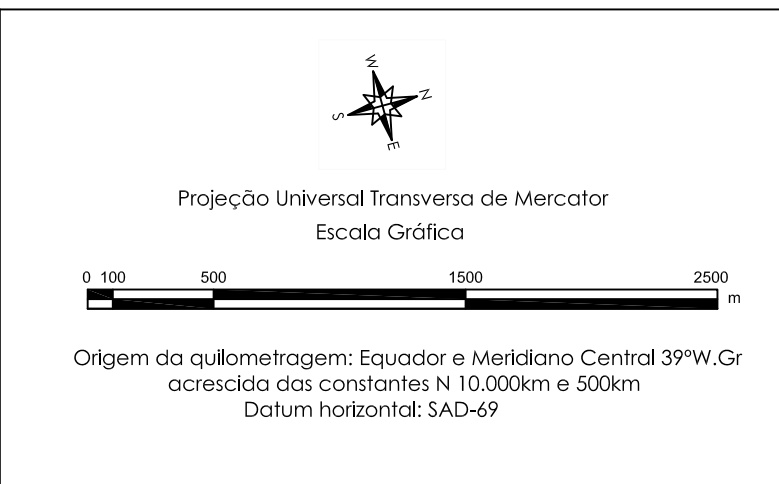 W
N
S
E
Projeção Universal Transversa de Mercator
Escala Gráfica
0 100 500 1500 2500
m
Origem da quilometragem: Equador e Meridiano Central 39ºW.Gr
acrescida das constantes N 10.000km e 500km
Datum horizontal: SAD-69